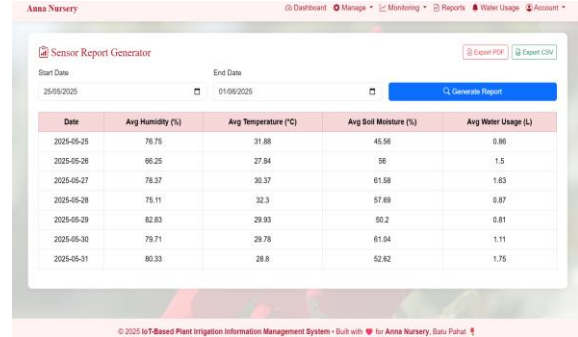 Anna Nursery Dashboard Manage Monitoring Reports Water Usage Account
Sensor Report Generator Export PDF Export CSV
Start Date End Date
25/05/2025 01/06/2025 Generate Report
Date Avg Humidity (%) Avg Temperature (°C) Avg Soil Moisture (%) Avg Water Usage (L)
2025-05-25 76.75 31.88 45.56 0.86
2025-05-26 66.25 27.84 56 1.5
2025-05-27 78.37 30.37 61.58 1.63
2025-05-28 75.11 32.3 57.69 0.87
2025-05-29 82.83 29.93 50.2 0.81
2025-05-30 79.71 29.78 61.04 1.11
2025-05-31 80.33 28.8 52.62 1.75
© 2025 IoT-Based Plant Irrigation Information Management System • Built with ❤ for Anna Nursery, Batu Pahat 🌷